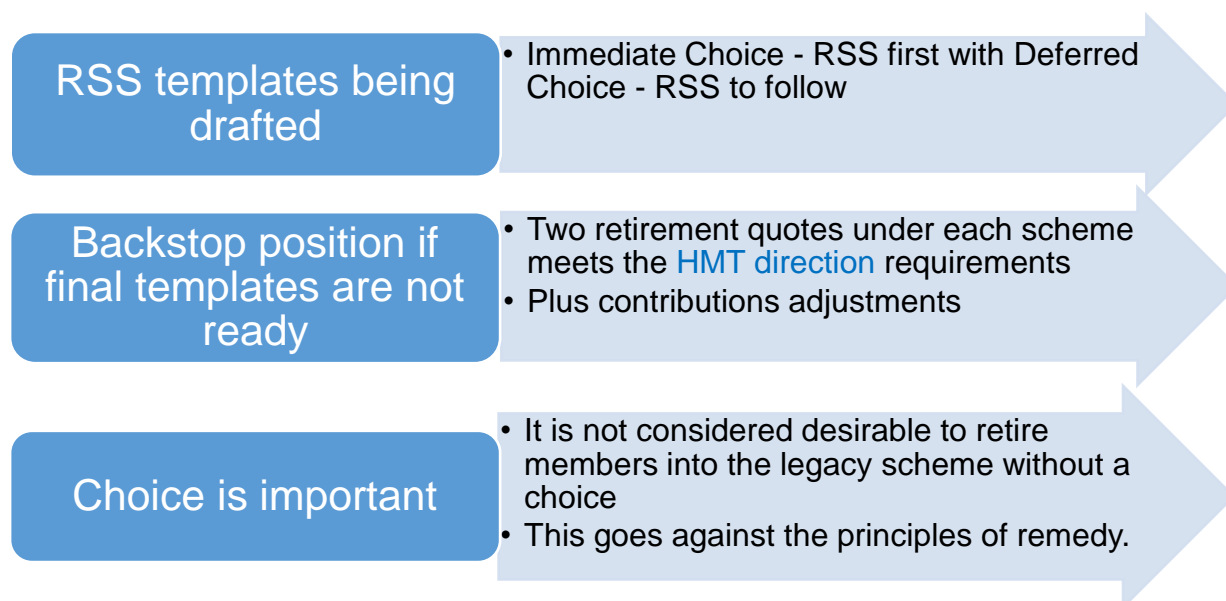 RSS templates being
drafted
• Immediate Choice - RSS first with Deferred
Choice - RSS to follow
Backstop position if
final templates are not
ready
• Two retirement quotes under each scheme
meets the HMT direction requirements
• Plus contributions adjustments
Choice is important
• It is not considered desirable to retire
members into the legacy scheme without a
choice
• This goes against the principles of remedy.